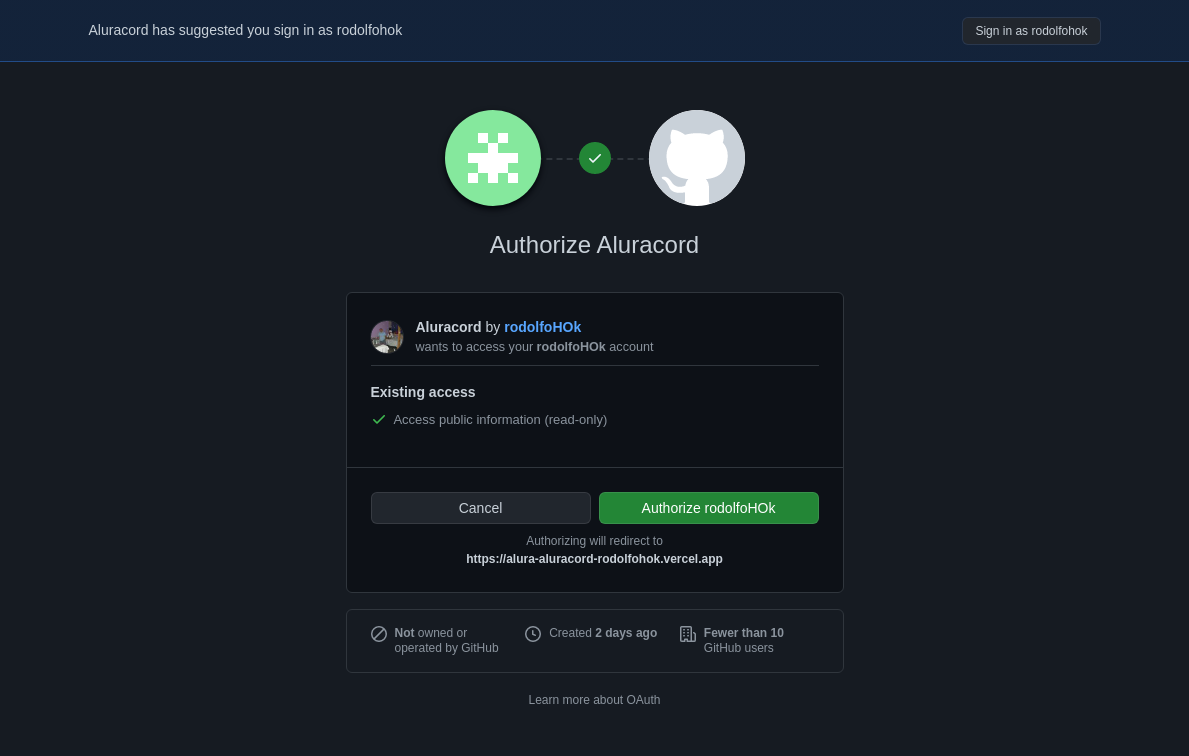 Aluracord has suggested you sign in as rodolfohok
Sign in as rodolfohok
Authorize Aluracord
Aluracord by rodolfoHOk
wants to access your rodolfoHOk account
Existing access
Access public information (read-only)
Cancel
Authorize rodolfoHOk
Authorizing will redirect to
https://alura-aluracord-rodolfohok.vercel.app
Not owned or
operated by GitHub
Created 2 days ago
Fewer than 10
GitHub users
Learn more about OAuth